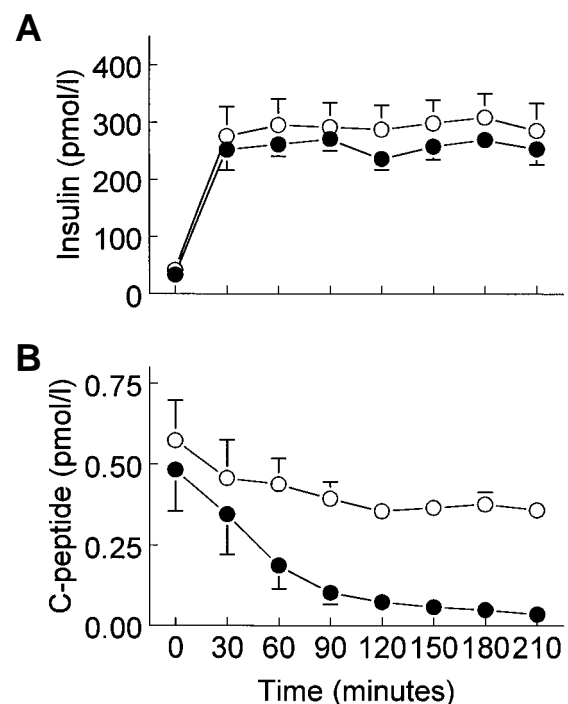 A
Insulin (pmol/l)
400
300
200
100
0
B
C-peptide (pmol/l)
0.75
0.50
0.25
0.00
0 30 60 90 120 150 180 210
Time (minutes)